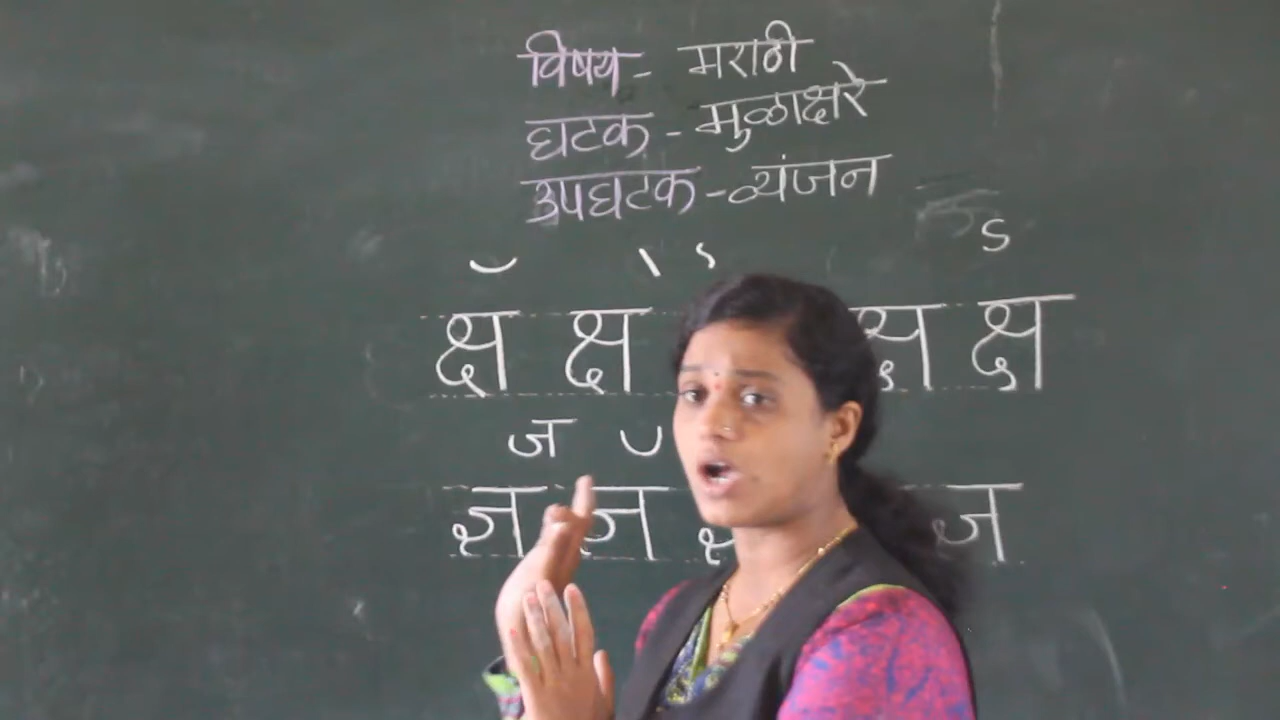 विषय - मराठी
घटक - मुळाक्षरे
उपघटक - व्यंजन
क्ष क्ष क्ष क्ष
ज
ज्ञ ज ज